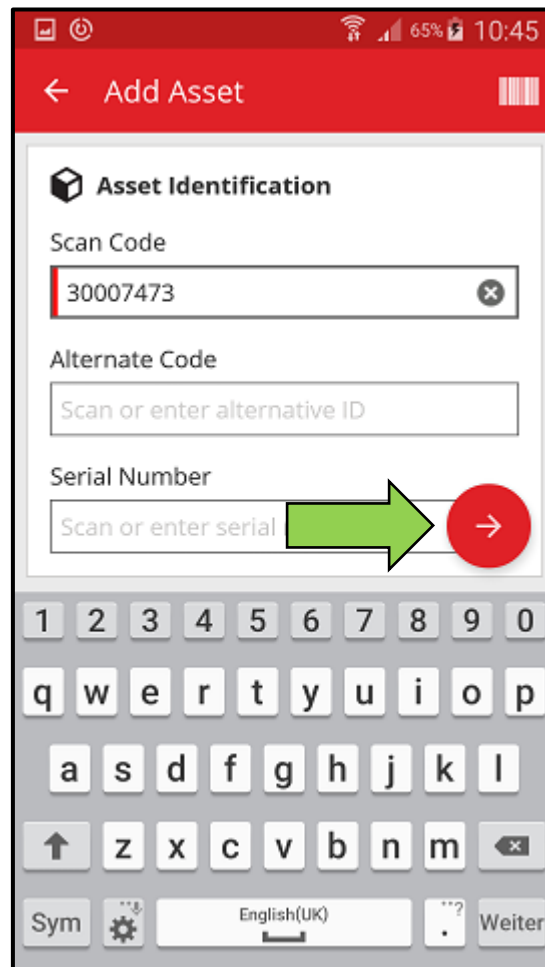 65% 10:45
Add Asset
Asset Identification
Scan Code
30007473
Alternate Code
Scan or enter alternative ID
Serial Number
Scan or enter serial
1 2 3 4 5 6 7 8 9 0
q w e r t y u i o p
a s d f g h j k l
z x c v b n m
Sym English(UK) . ? Weiter